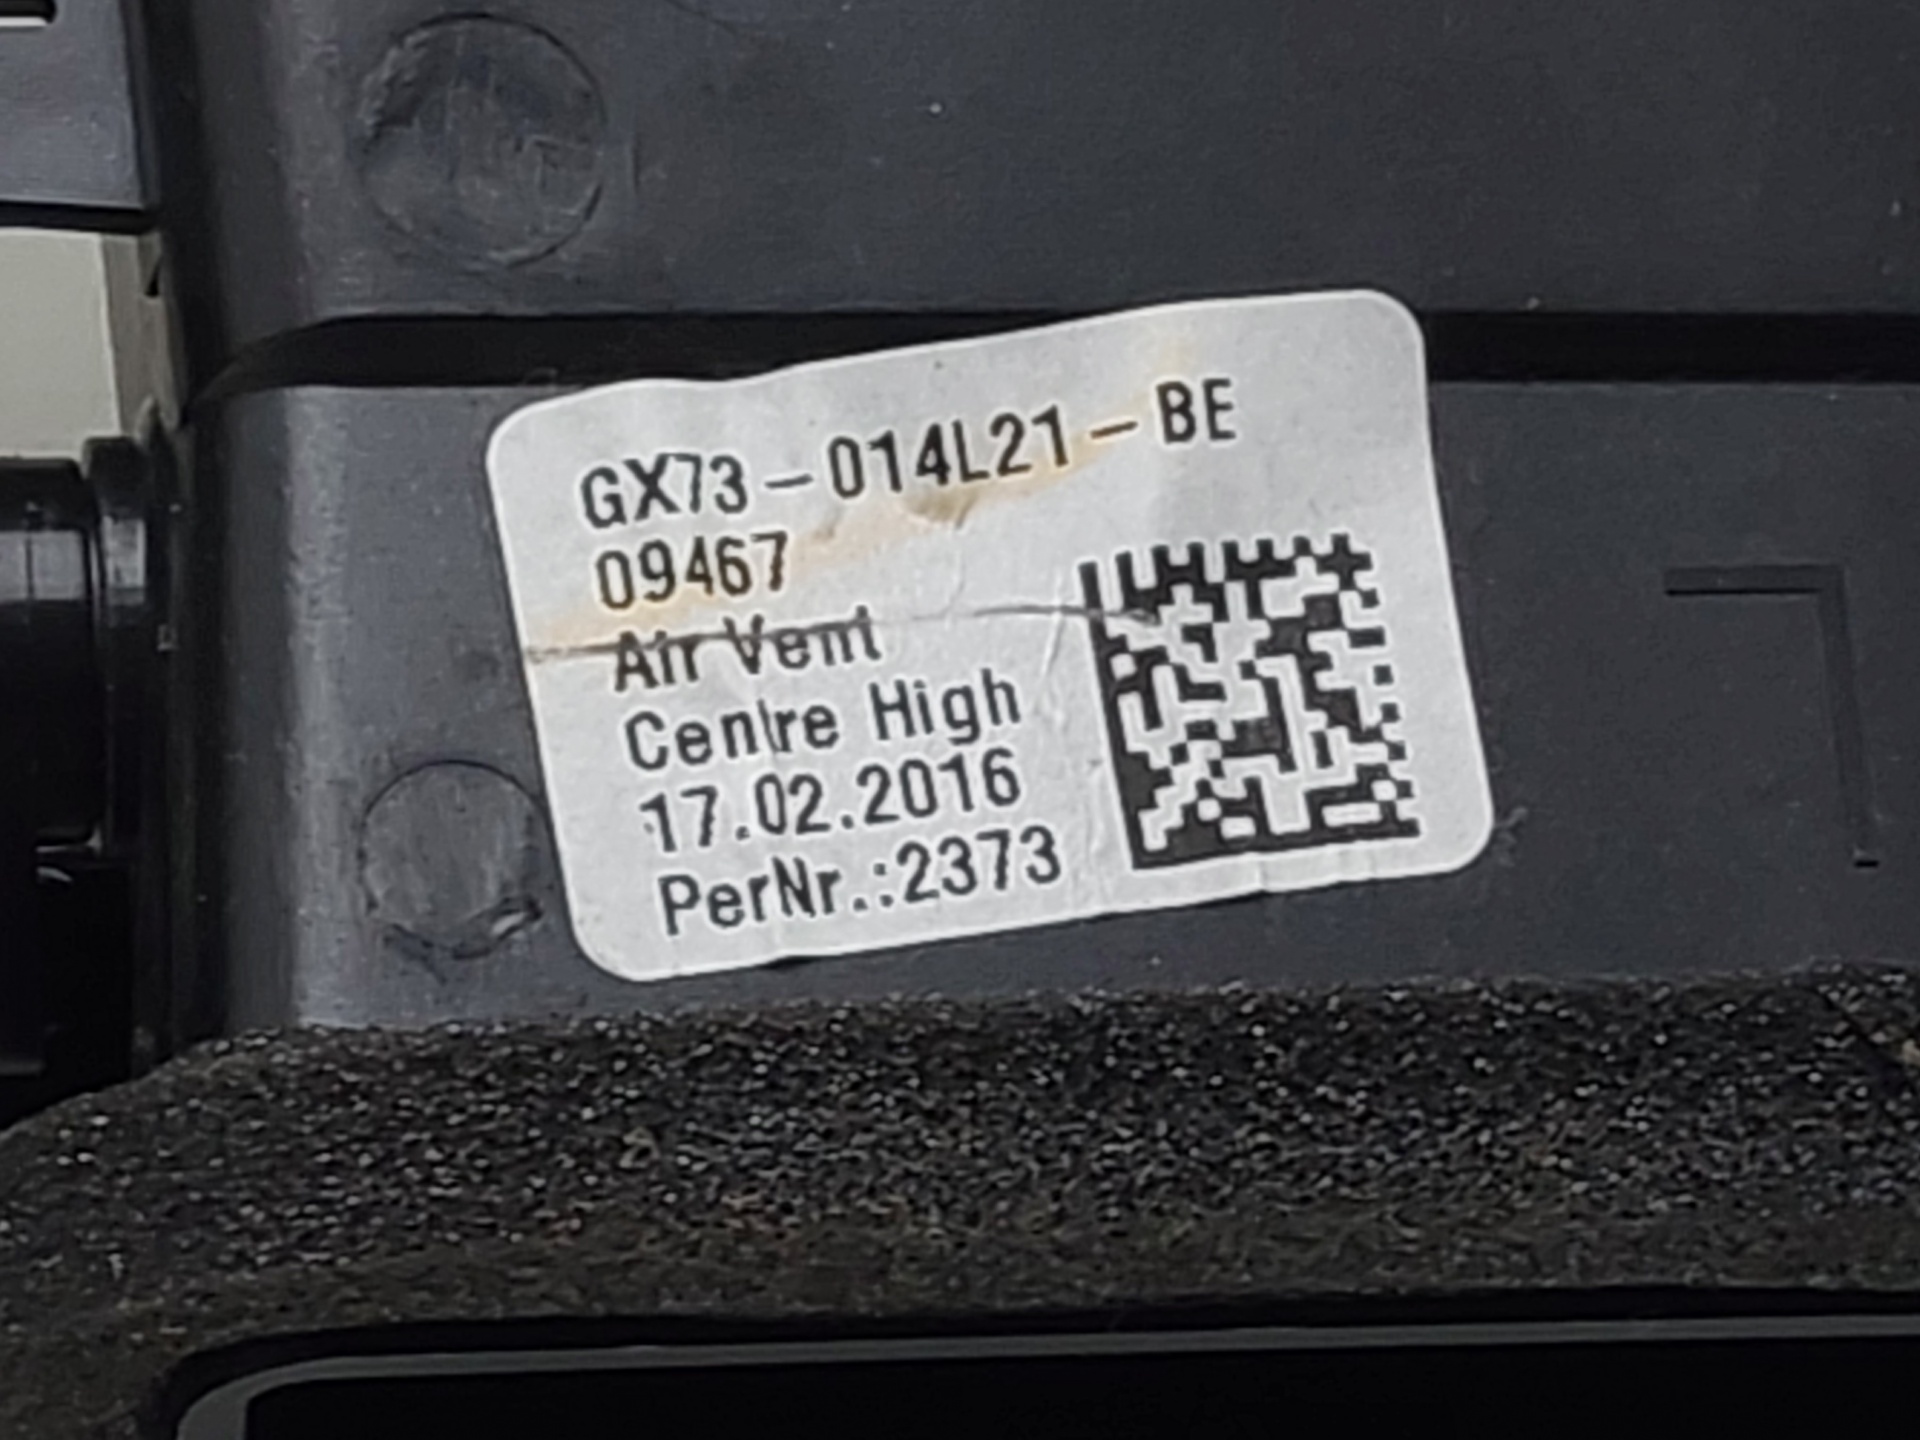 GX73-014L21-BE
09467
Air Vent
Centre High
17.02.2016
PerNr.:2373